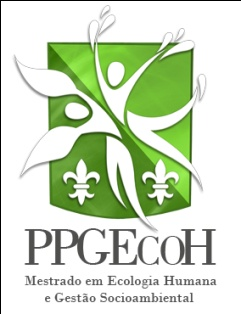 PPGECOH
Mestrado em Ecologia Humana
e Gestão Socioambiental